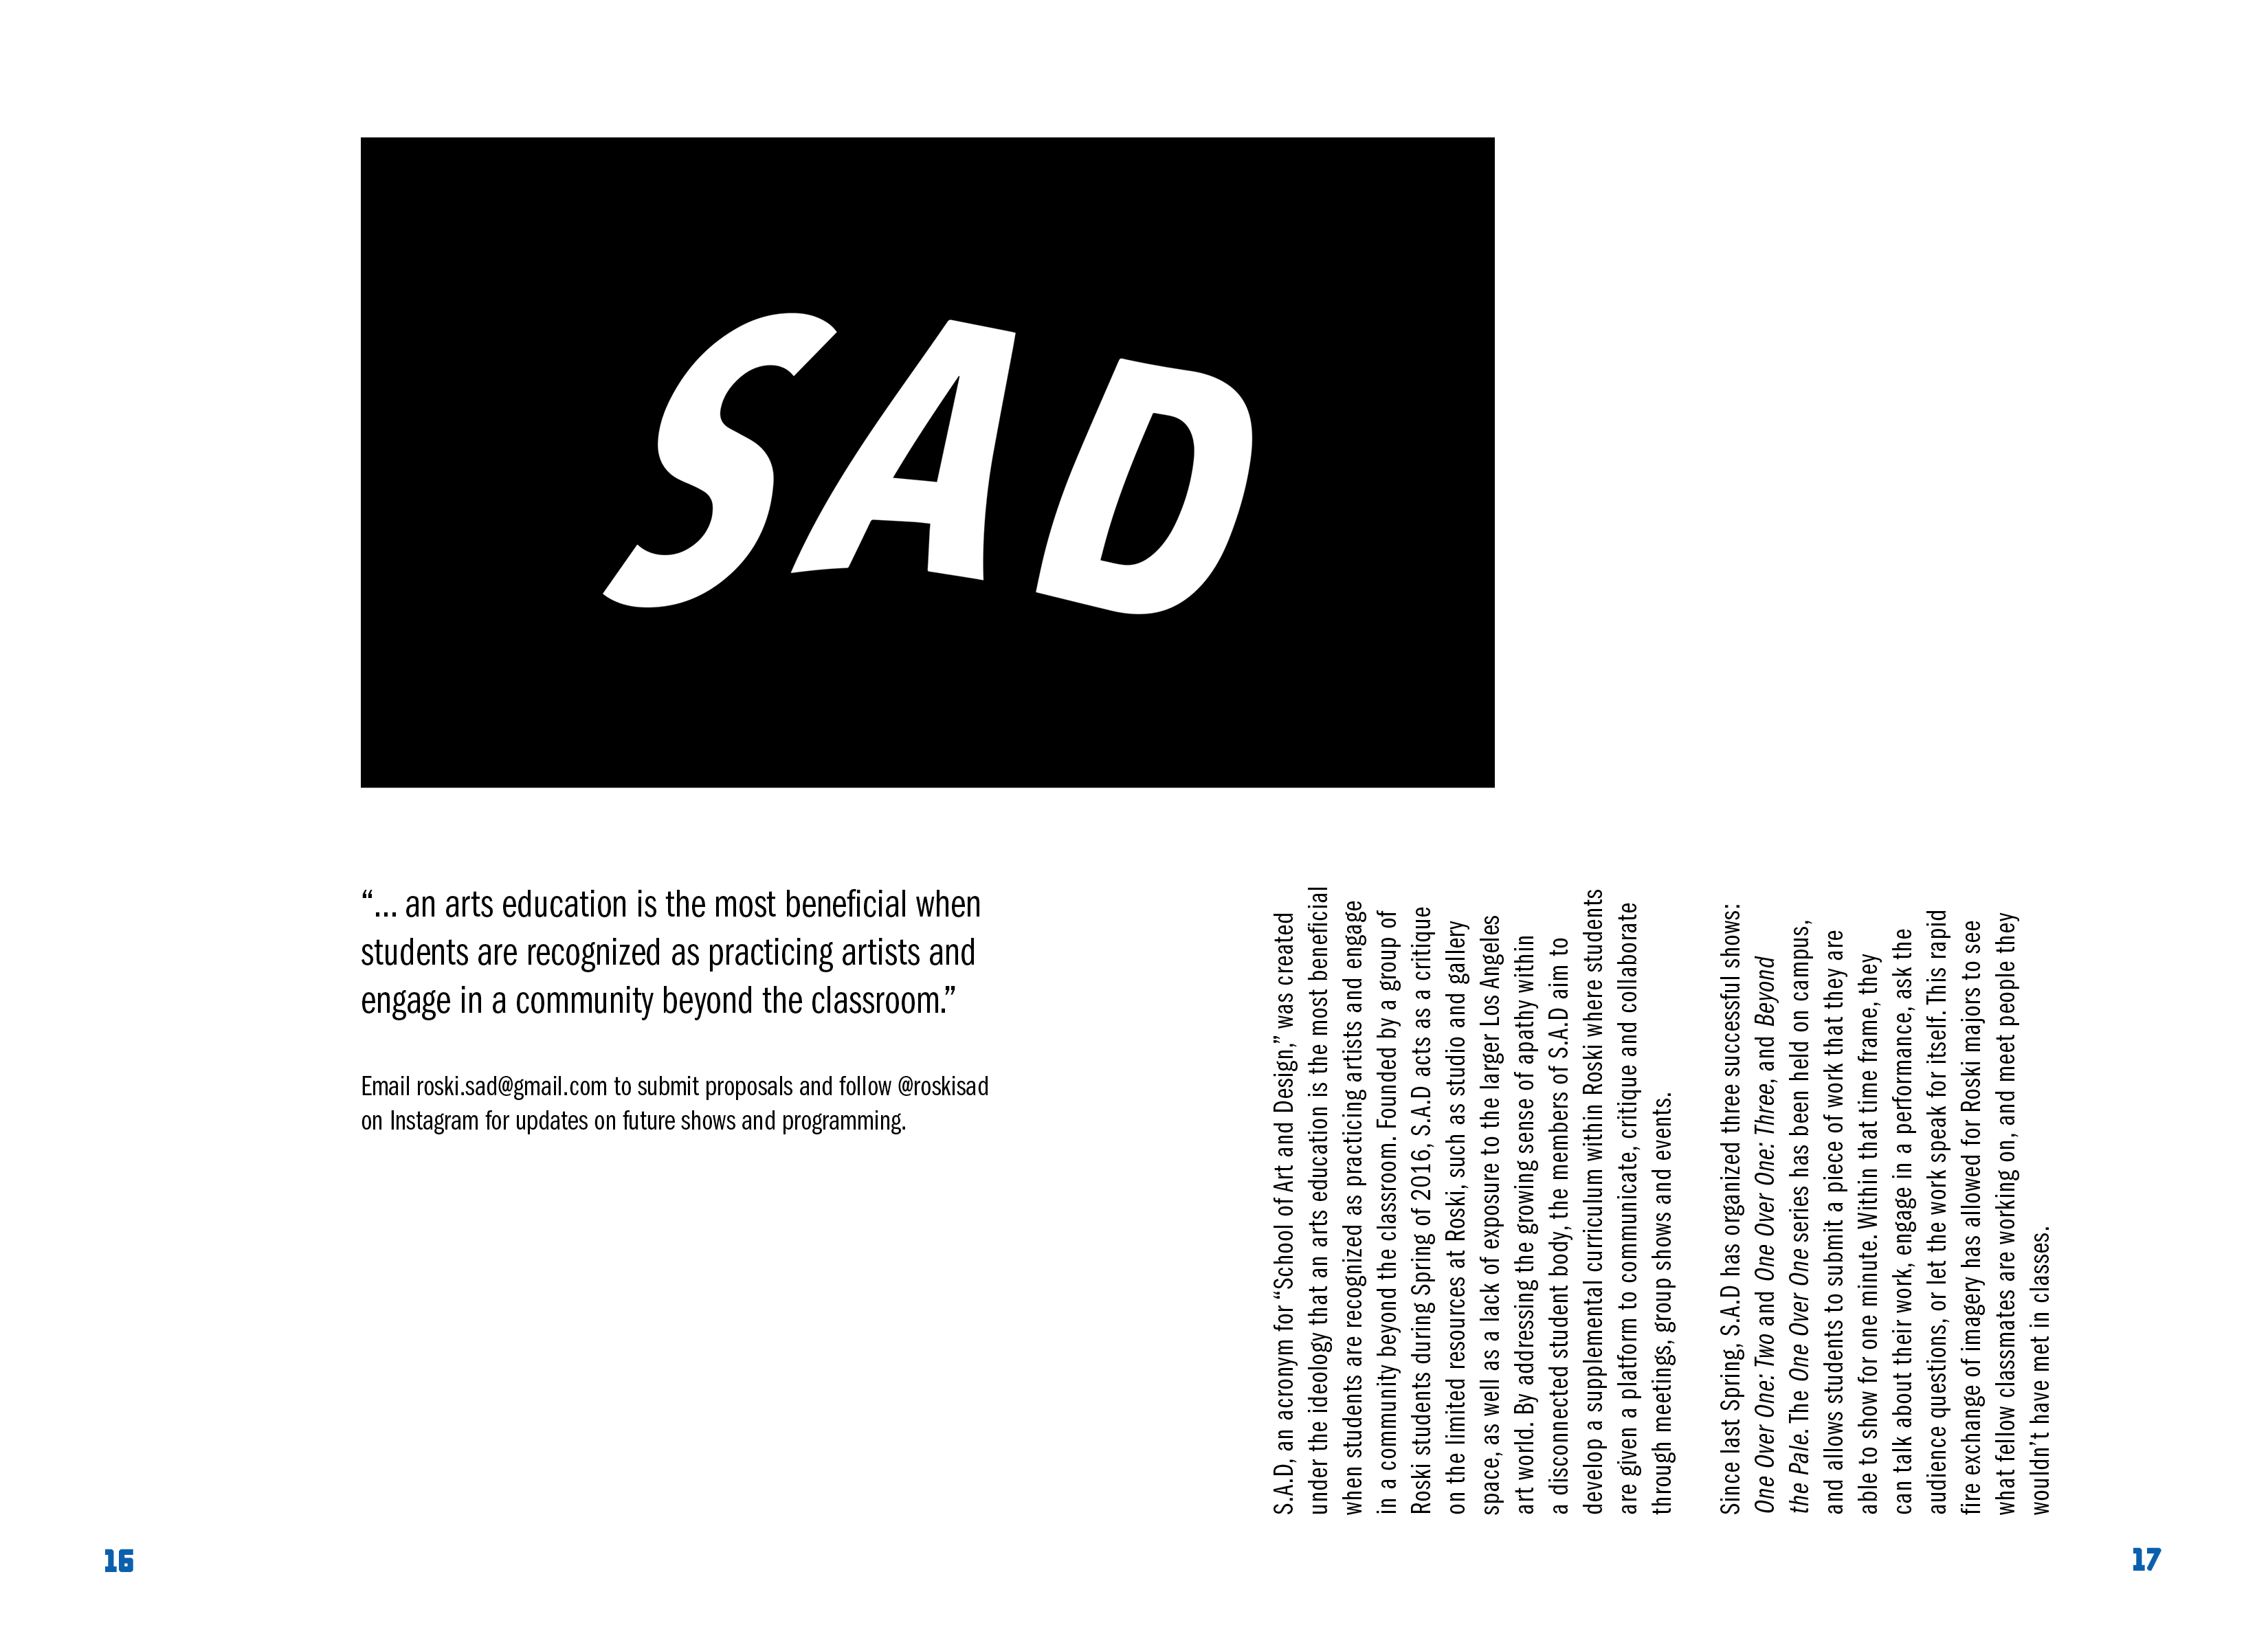 SAD
“... an arts education is the most beneficial when
students are recognized as practicing artists and
engage in a community beyond the classroom.”
Email roski.sad@gmail.com to submit proposals and follow @roskisad
on Instagram for updates on future shows and programming.
S.A.D, an acronym for “School of Art and Design,” was created
under the ideology that an arts education is the most beneficial
when students are recognized as practicing artists and engage
in a community beyond the classroom. Founded by a group of
Roski students during Spring of 2016, S.A.D acts as a critique
on the limited resources at Roski, such as studio and gallery
space, as well as a lack of exposure to the larger Los Angeles
art world. By addressing the growing sense of apathy within
a disconnected student body, the members of S.A.D aim to
develop a supplemental curriculum within Roski where students
are given a platform to communicate, critique and collaborate
through meetings, group shows and events.
Since last Spring, S.A.D has organized three successful shows:
One Over One: Two and One Over One: Three, and Beyond
the Pale. The One Over One series has been held on campus,
and allows students to submit a piece of work that they are
able to show for one minute. Within that time frame, they
can talk about their work, engage in a performance, ask the
audience questions, or let the work speak for itself. This rapid
fire exchange of imagery has allowed for Roski majors to see
what fellow classmates are working on, and meet people they
wouldn’t have met in classes.
16
17